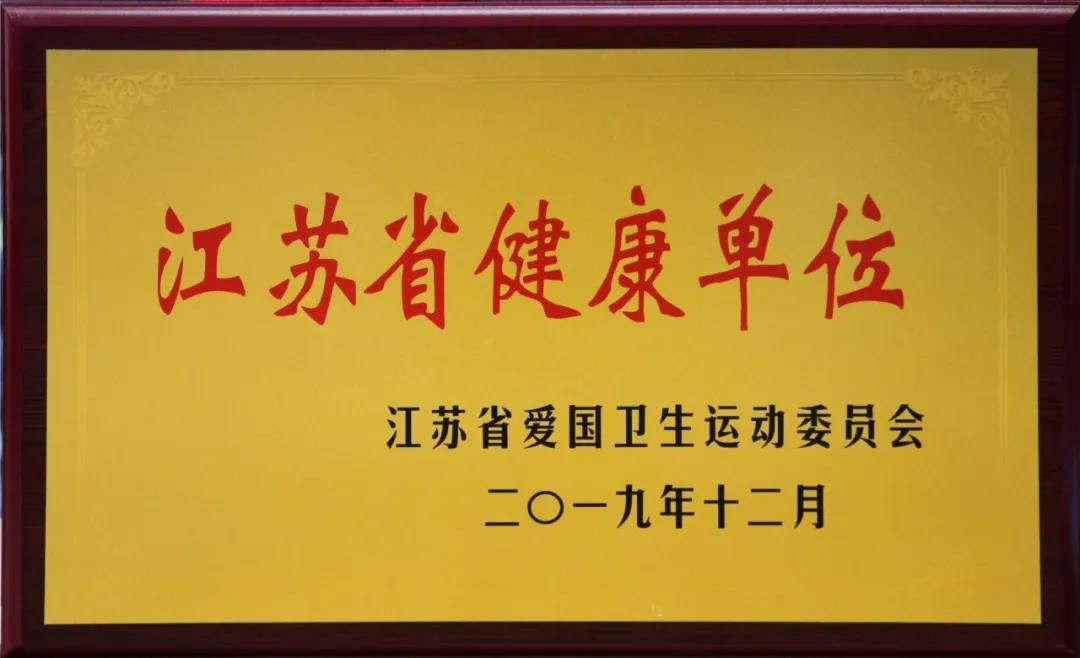 江苏省健康单位
江苏省爱国卫生运动委员会
二〇一九年十二月